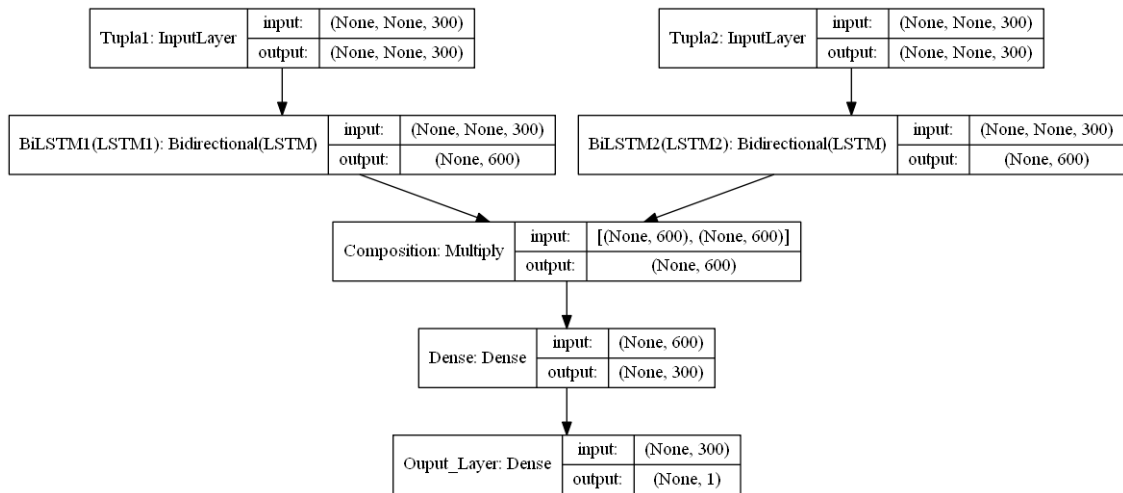 Tupla1: InputLayer
input: (None, None, 300)
output: (None, None, 300)
Tupla2: InputLayer
input: (None, None, 300)
output: (None, None, 300)
BiLSTM1(LSTM1): Bidirectional(LSTM)
input: (None, None, 300)
output: (None, 600)
BiLSTM2(LSTM2): Bidirectional(LSTM)
input: (None, None, 300)
output: (None, 600)
Composition: Multiply
input: [(None, 600), (None, 600)]
output: (None, 600)
Dense: Dense
input: (None, 600)
output: (None, 300)
Ouput_Layer: Dense
input: (None, 300)
output: (None, 1)